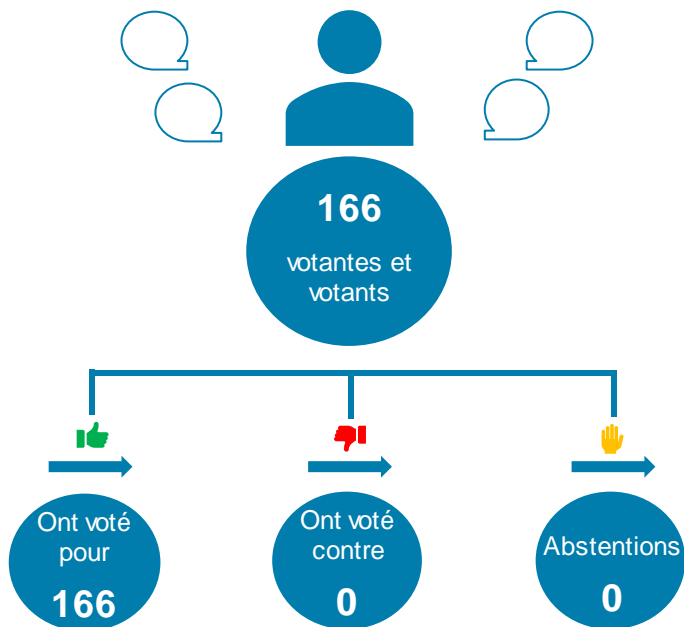 166
votantes et
votants
Ont voté
pour
166
Ont voté
contre
0
Abstentions
0